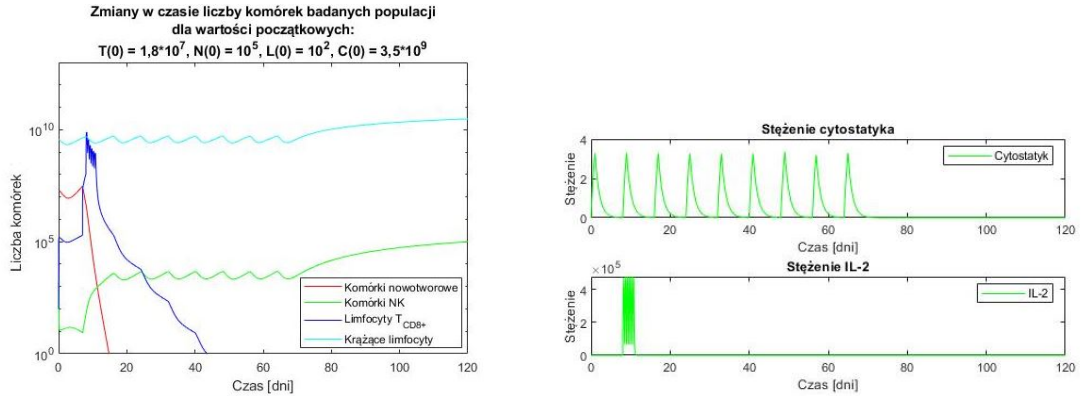 Zmiany w czasie liczby komórek badanych populacji
dla wartości początkowych:
T(0) = 1,8*10^7, N(0) = 10^5, L(0) = 10^2, C(0) = 3,5*10^9
10^10
10^5
10^0
Liczba komórek
0 20 40 60 80 100 120
Czas [dni]
Komórki nowotworowe
Komórki NK
Limfocyty T_CD8+
Krążące limfocyty
Stężenie cytostatyka
4
2
0
Stężenie
Cytostatyk
0 20 40 60 80 100 120
Czas [dni]
Stężenie IL-2
× 10^5
4
2
0
Stężenie
IL-2
0 20 40 60 80 100 120
Czas [dni]